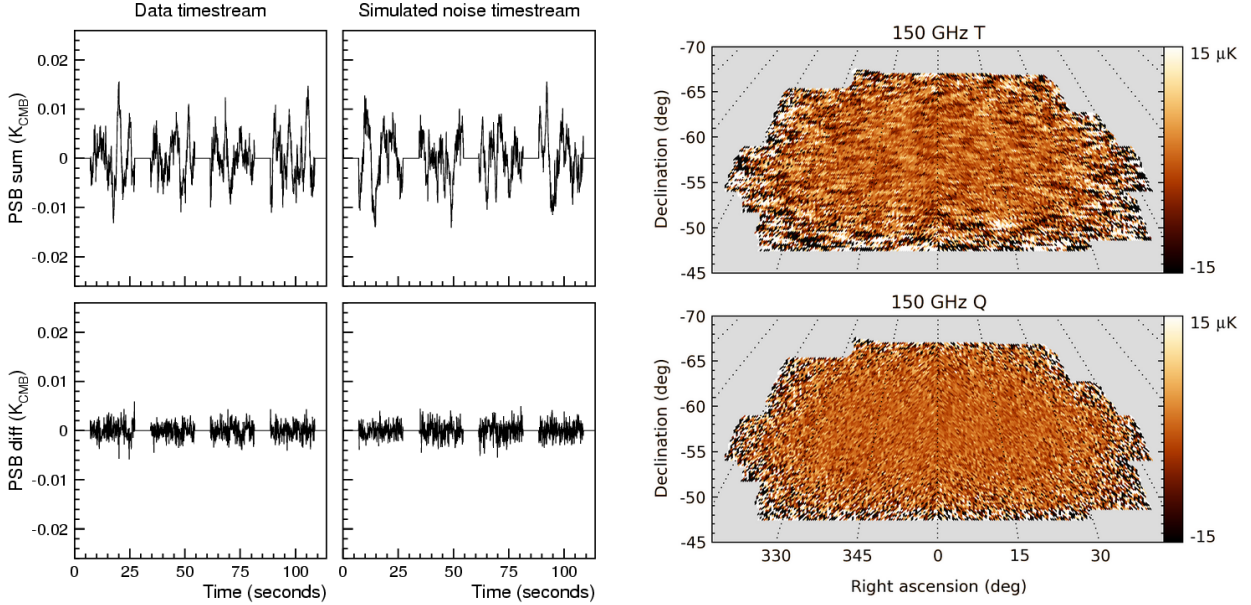 Data timestream
Simulated noise timestream
0.02
0.01
0
-0.01
-0.02
PSB sum (K_CMB)
0.02
0.01
0
-0.01
-0.02
PSB diff (K_CMB)
0 25 50 75 100
Time (seconds)
0 25 50 75 100
Time (seconds)
150 GHz T
-70
-65
-60
-55
-50
-45
Declination (deg)
15 μK
-15
150 GHz Q
-70
-65
-60
-55
-50
-45
Declination (deg)
15 μK
-15
330 345 0 15 30
Right ascension (deg)